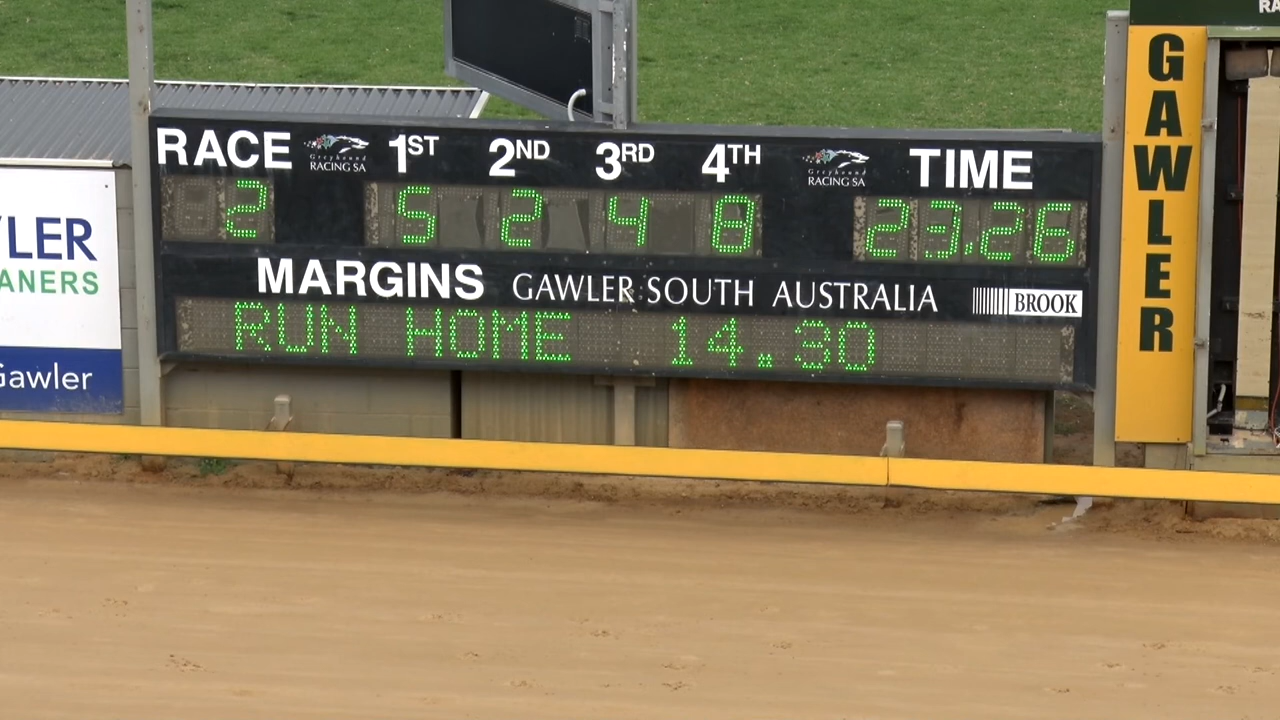 RA
RACE Greyhound RACING SA 1ST 2ND 3RD 4TH Greyhound RACING SA TIME
2 5 2 4 8 23.26
MARGINS GAWLER SOUTH AUSTRALIA BROOK
RUN HOME 14.30
LER
ANERS
Gawler
GAWLER